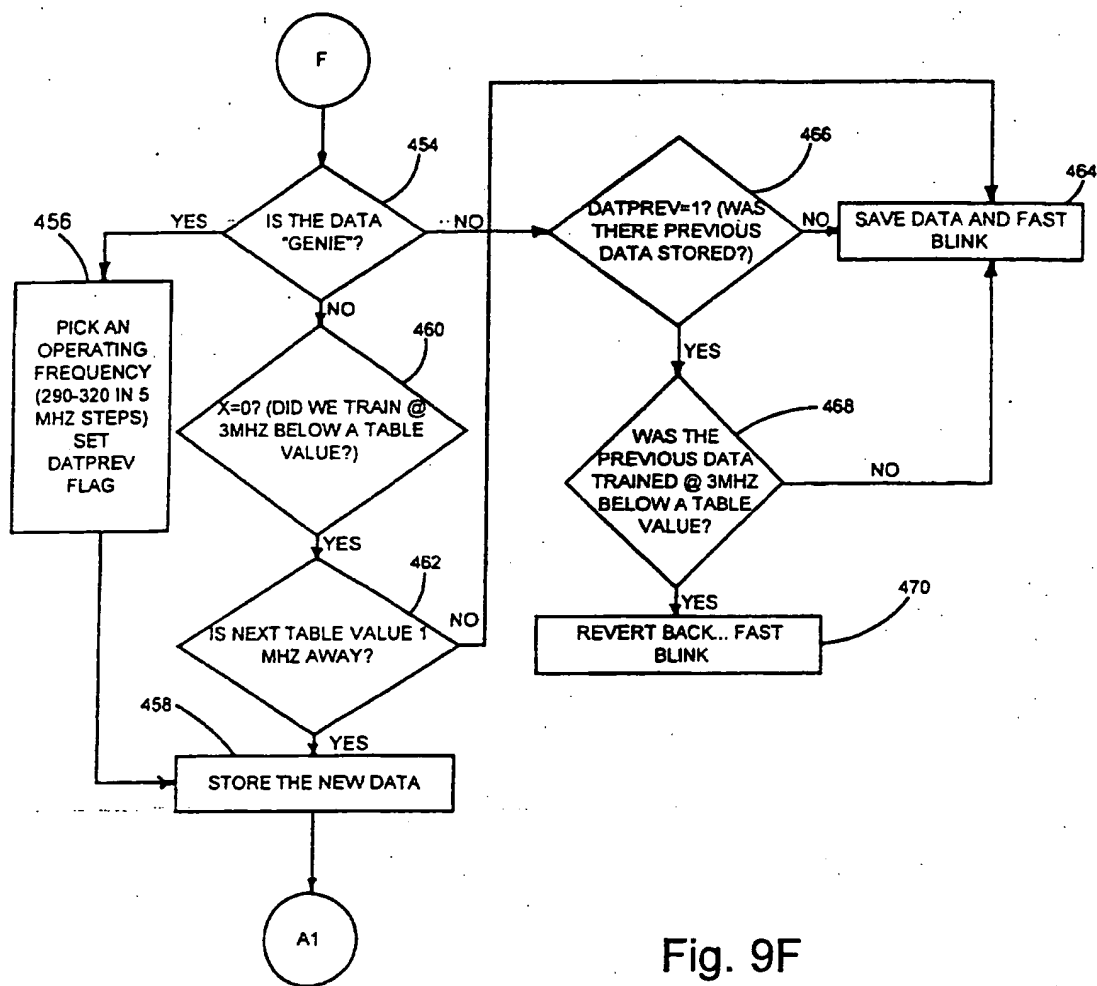 F
454
IS THE DATA
"GENIE"?
YES
NO
456
PICK AN
OPERATING
FREQUENCY
(290-320 IN 5
MHZ STEPS)
SET
DATPREV
FLAG
NO
460
X=0? (DID WE TRAIN @
3MHZ BELOW A TABLE
VALUE?)
YES
462
IS NEXT TABLE VALUE 1
MHZ AWAY?
NO
458
YES
STORE THE NEW DATA
A1
466
DATPREV=1? (WAS
THERE PREVIOUS
DATA STORED?)
NO
464
SAVE DATA AND FAST
BLINK
YES
468
WAS THE
PREVIOUS DATA
TRAINED @ 3MHZ
BELOW A TABLE
VALUE?
NO
YES
470
REVERT BACK... FAST
BLINK
Fig. 9F